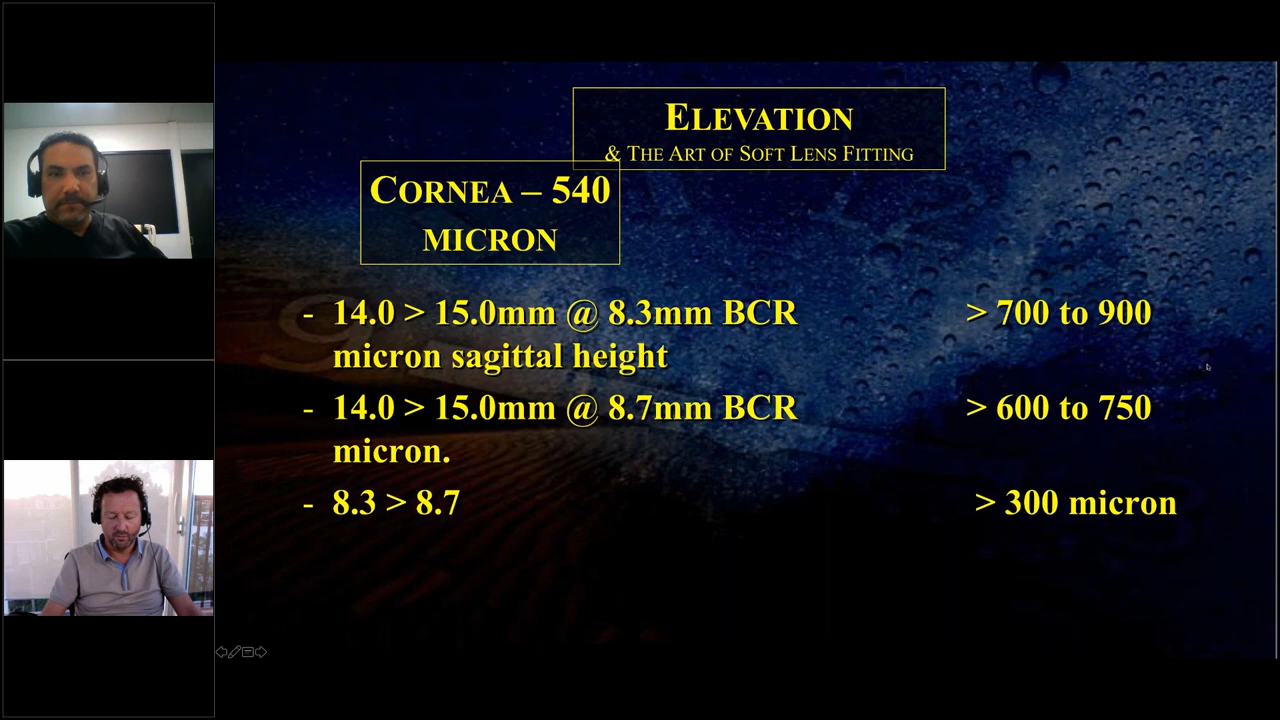 ELEVATION
& THE ART OF SOFT LENS FITTING
CORNEA – 540
MICRON
- 14.0 > 15.0mm @ 8.3mm BCR > 700 to 900
micron sagittal height
- 14.0 > 15.0mm @ 8.7mm BCR > 600 to 750
micron.
- 8.3 > 8.7 > 300 micron